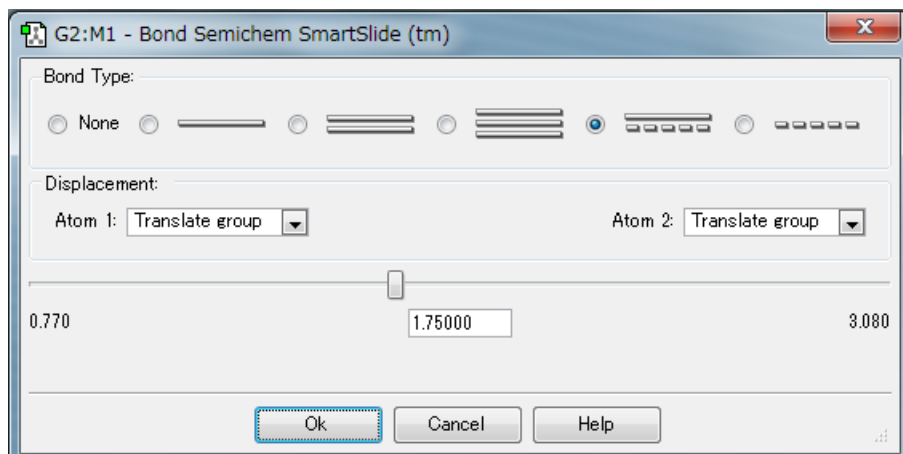 G2:M1 - Bond Semichem SmartSlide (tm)
Bond Type:
None
Displacement:
Atom 1: Translate group
Atom 2: Translate group
0.770
1.75000
3.080
Ok
Cancel
Help